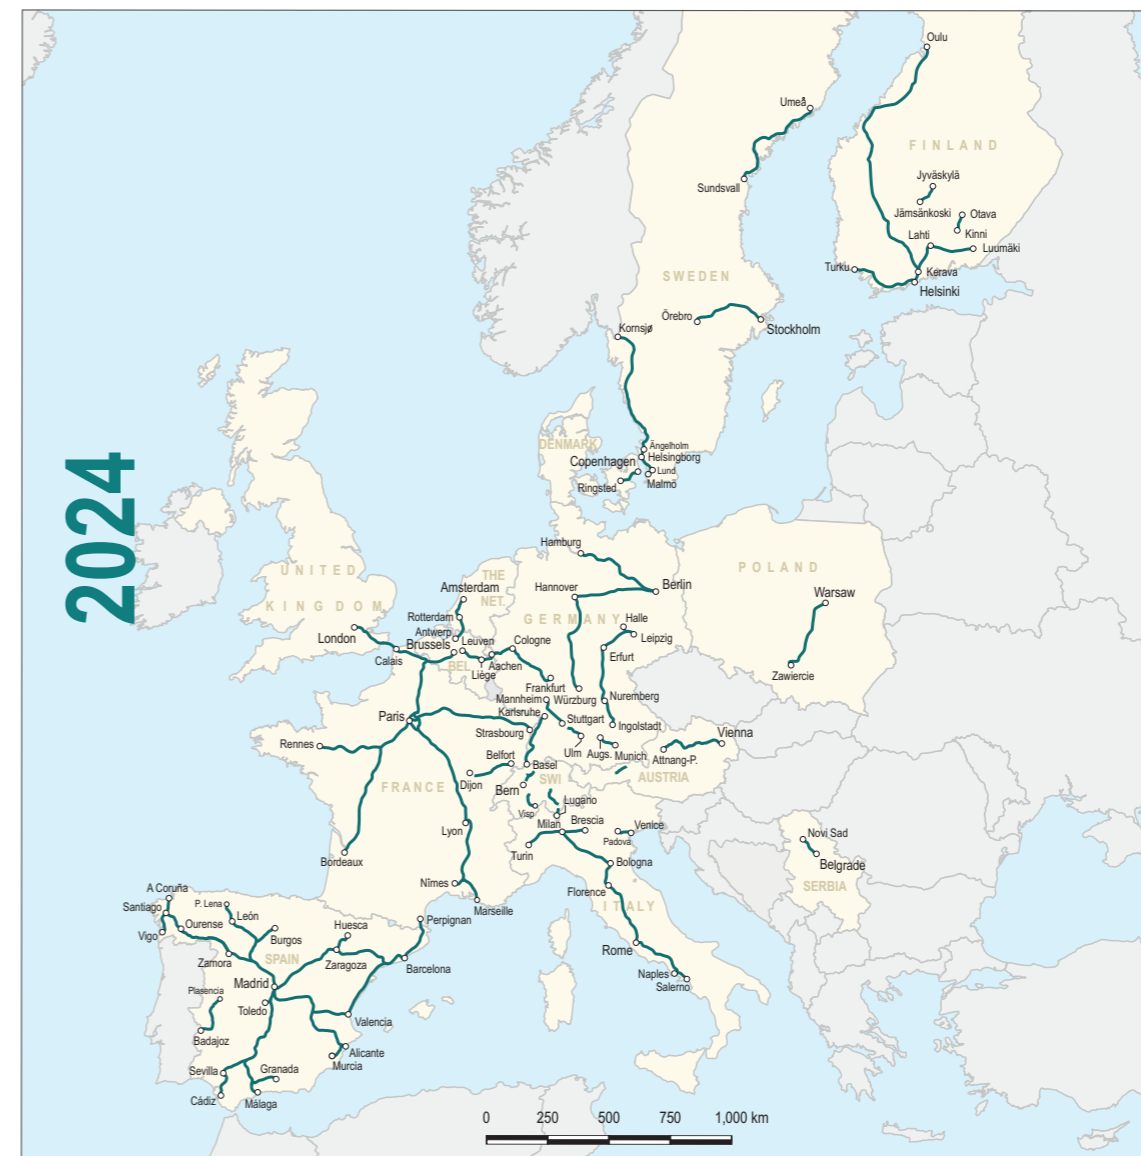 2024
Oulu
Umeå
FINLAND
Jyväskylä
Sundsvall
Jämsänkoski
Otava
Kinni
Lahti
Luumäki
Turku
Kerava
Helsinki
SWEDEN
Örebro
Stockholm
Kornsjø
DENMARK
Ängelholm
Helsingborg
Copenhagen
Lund
Ringsted
Malmö
Hamburg
UNITED
KINGDOM
THE
NET.
Amsterdam
Hannover
Berlin
POLAND
Warsaw
Rotterdam
GERMANY
Halle
London
Antwerp
Leuven
Cologne
Leipzig
Brussels
Calais
BEL.
Aachen
Erfurt
Liège
Zawiercie
Frankfurt
Mannheim
Würzburg
Nuremberg
Paris
Karlsruhe
Stuttgart
Ingolstadt
Strasbourg
Rennes
Vienna
Ulm
Augs.
Munich
Attnang-P.
Belfort
Basel
Dijon
SWI
AUSTRIA
FRANCE
Bern
Lugano
Visp
Brescia
Lyon
Milan
Venice
Padova
Novi Sad
Turin
Bordeaux
Bologna
Belgrade
SERBIA
Nîmes
Florence
ITALY
A Coruña
P. Lena
Marseille
Santiago
León
Perpignan
Ourense
Huesca
Vigo
Burgos
Rome
Zamora
SPAIN
Zaragoza
Barcelona
Naples
Salerno
Madrid
Plasencia
Toledo
Valencia
Badajoz
Alicante
Murcia
Sevilla
Granada
Cádiz
Málaga
0 250 500 750 1,000 km